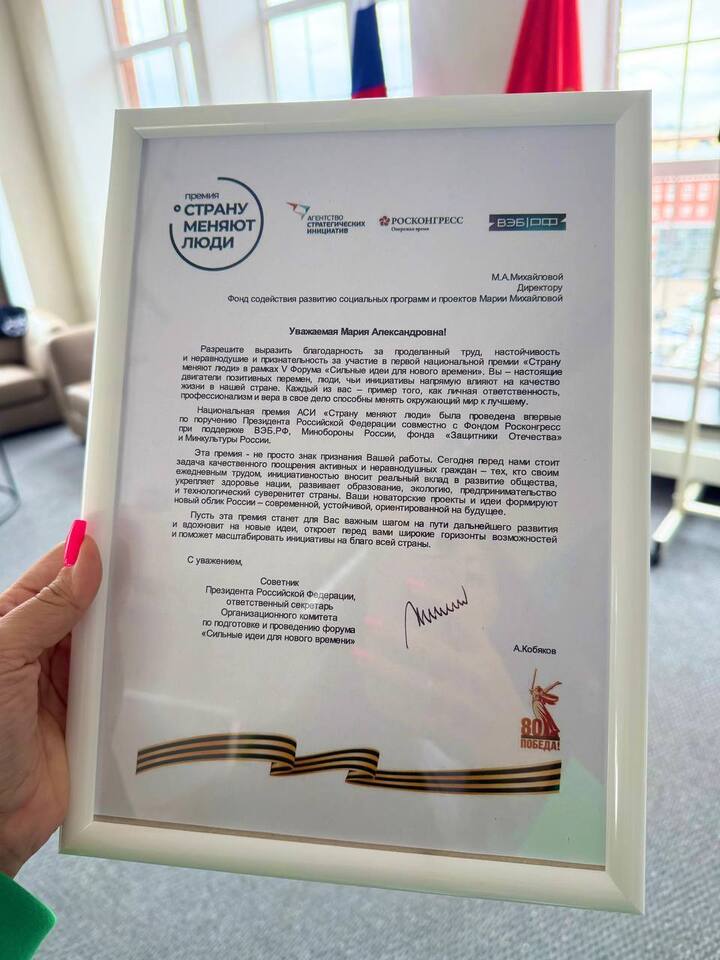 премия
СТРАНУ
МЕНЯЮТ
ЛЮДИ
АГЕНТСТВО
СТРАТЕГИЧЕСКИХ
ИНИЦИАТИВ
РОСКОНГРЕСС
Опережая время
ВЭБ РФ
М.А.Михайловой
Директору
Фонд содействия развитию социальных программ и проектов Марии Михайловой
Уважаемая Мария Александровна!
Разрешите выразить благодарность за проделанный труд, настойчивость
и неравнодушие и признательность за участие в первой национальной премии «Страну
меняют люди» в рамках V Форума «Сильные идеи для нового времени». Вы – настоящие
двигатели позитивных перемен, люди, чьи инициативы напрямую влияют на качество
жизни в нашей стране. Каждый из вас – пример того, как личная ответственность,
профессионализм и вера в свое дело способны менять окружающий мир к лучшему.
Национальная премия АСИ «Страну меняют люди» была проведена впервые
по поручению Президента Российской Федерации совместно с Фондом Росконгресс
при поддержке ВЭБ.РФ, Минобороны России, фонда «Защитники Отечества»
и Минкультуры России.
Эта премия - не просто знак признания Вашей работы. Сегодня перед нами стоит
задача качественного поощрения активных и неравнодушных граждан – тех, кто своим
ежедневным трудом, инициативностью вносит реальный вклад в развитие общества,
укрепляет здоровье нации, развивает образование, экологию, предпринимательство
и технологический суверенитет страны. Ваши новаторские проекты и идеи формируют
новый облик России – современной, устойчивой, ориентированной на будущее.
Пусть эта премия станет для Вас важным шагом на пути дальнейшего развития
и вдохновит на новые идеи, откроет перед вами широкие горизонты возможностей
и поможет масштабировать инициативы на благо всей страны.
С уважением,
Советник
Президента Российской Федерации,
ответственный секретарь
Организационного комитета
по подготовке и проведению форума
«Сильные идеи для нового времени»
А.Кобяков
80
ПОБЕДА!